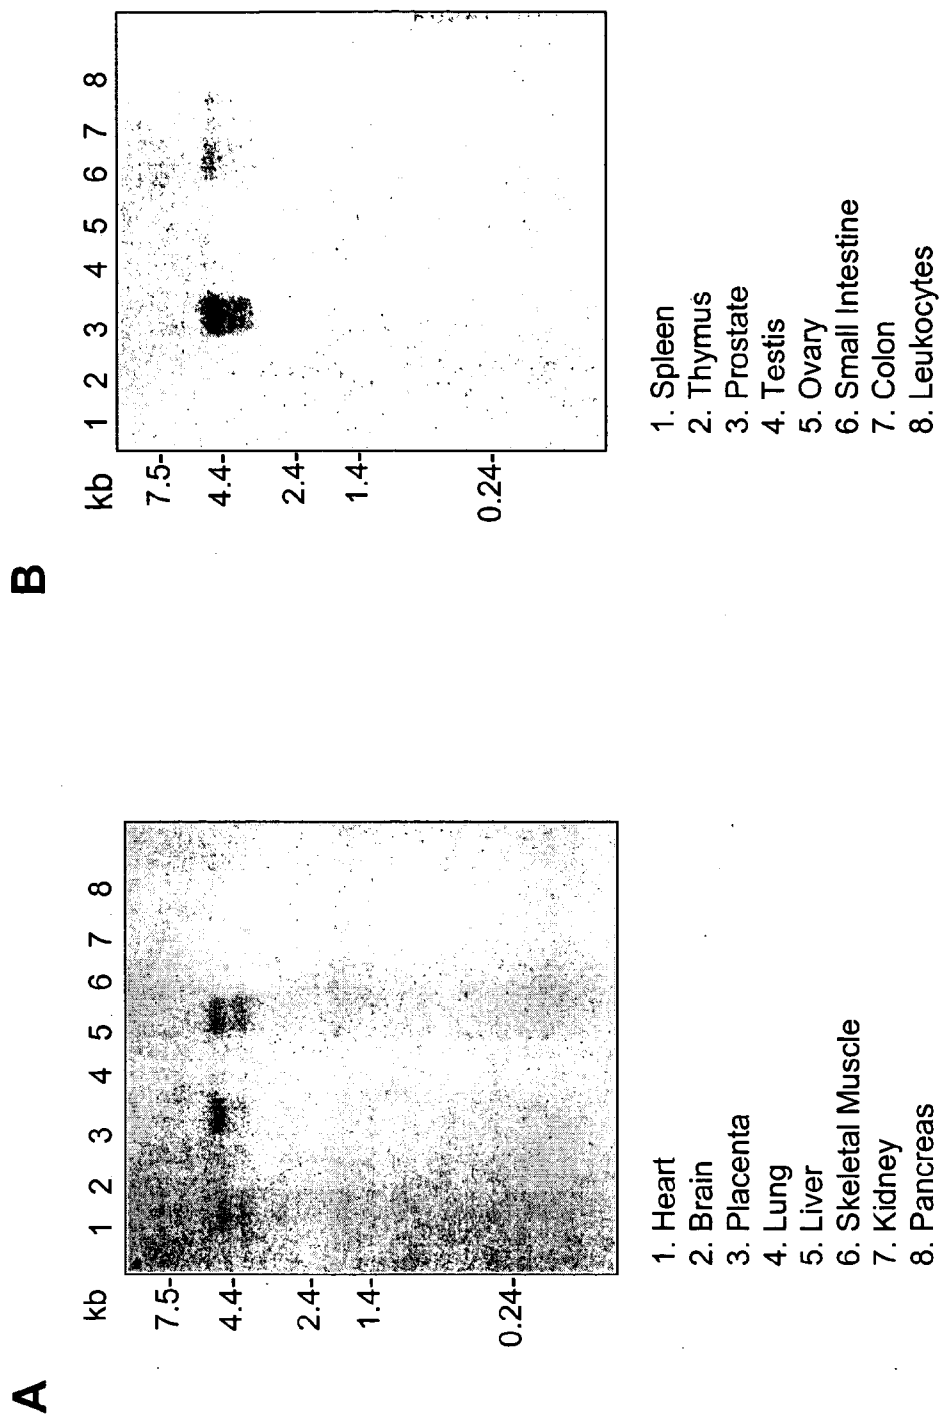 A
kb 1 2 3 4 5 6 7 8
7.5-
4.4-
2.4-
1.4-
0.24-
1. Heart
2. Brain
3. Placenta
4. Lung
5. Liver
6. Skeletal Muscle
7. Kidney
8. Pancreas
B
kb 1 2 3 4 5 6 7 8
7.5-
4.4-
2.4-
1.4-
0.24-
1. Spleen
2. Thymus
3. Prostate
4. Testis
5. Ovary
6. Small Intestine
7. Colon
8. Leukocytes